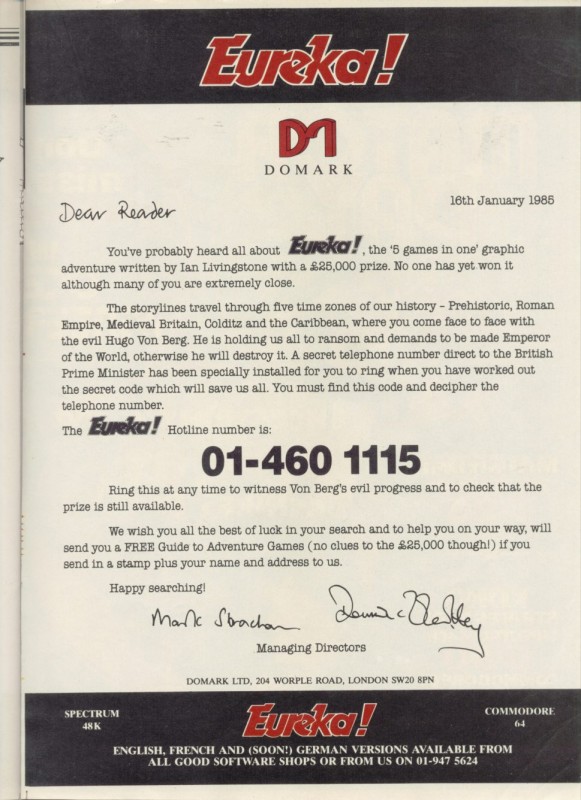 Eureka!
DM
DOMARK
16th January 1985
Dear Reader
You've probably heard all about Eureka!, the '5 games in one' graphic
adventure written by Ian Livingstone with a £25,000 prize. No one has yet won it
although many of you are extremely close.
The storylines travel through five time zones of our history – Prehistoric, Roman
Empire, Medieval Britain, Colditz and the Caribbean, where you come face to face with
the evil Hugo Von Berg. He is holding us all to ransom and demands to be made Emperor
of the World, otherwise he will destroy it. A secret telephone number direct to the British
Prime Minister has been specially installed for you to ring when you have worked out
the secret code which will save us all. You must find this code and decipher the
telephone number.
The Eureka! Hotline number is:
01-460 1115
Ring this at any time to witness Von Berg's evil progress and to check that the
prize is still available.
We wish you all the best of luck in your search and to help you on your way, will
send you a FREE Guide to Adventure Games (no clues to the £25,000 though!) if you
send in a stamp plus your name and address to us.
Happy searching!
Mark Strachan
Managing Directors
DOMARK LTD, 204 WORPLE ROAD, LONDON SW20 8PN
SPECTRUM
48K
Eureka!
COMMODORE
64
ENGLISH, FRENCH AND (SOON!) GERMAN VERSIONS AVAILABLE FROM
ALL GOOD SOFTWARE SHOPS OR FROM US ON 01-947 5624